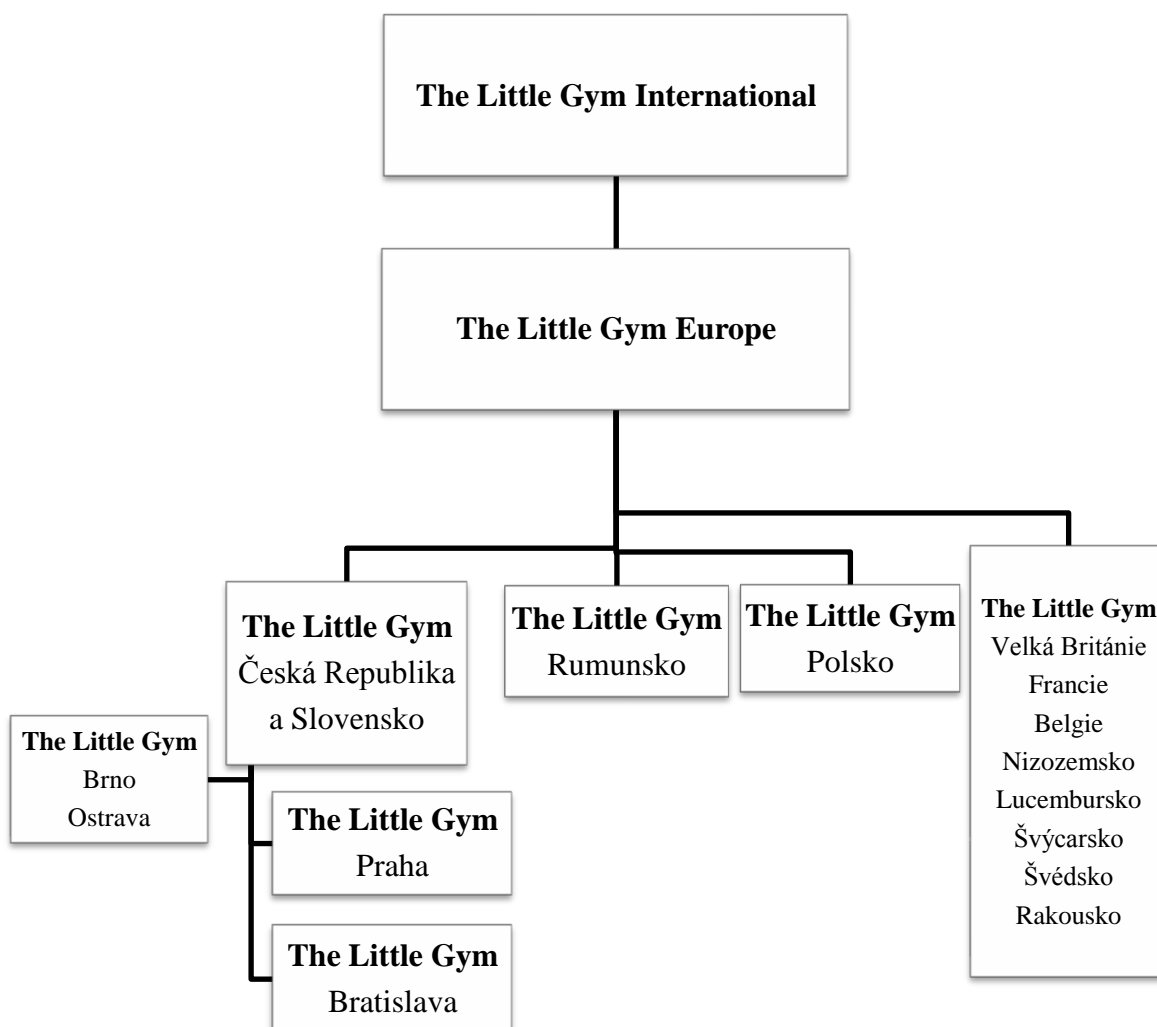 The Little Gym International
The Little Gym Europe
The Little Gym
Česká Republika
a Slovensko
The Little Gym
Rumunsko
The Little Gym
Polsko
The Little Gym
Velká Británie
Francie
Belgie
Nizozemsko
Lucembursko
Švýcarsko
Švédsko
Rakousko
The Little Gym
Brno
Ostrava
The Little Gym
Praha
The Little Gym
Bratislava